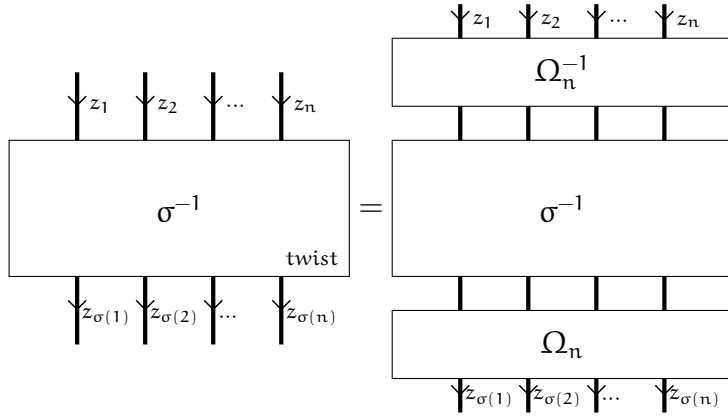 z₁ z₂ ... zₙ
σ⁻¹
twist
z_σ(1) z_σ(2) ... z_σ(n)
=
z₁ z₂ ... zₙ
Ωₙ⁻¹
σ⁻¹
Ωₙ
z_σ(1) z_σ(2) ... z_σ(n)